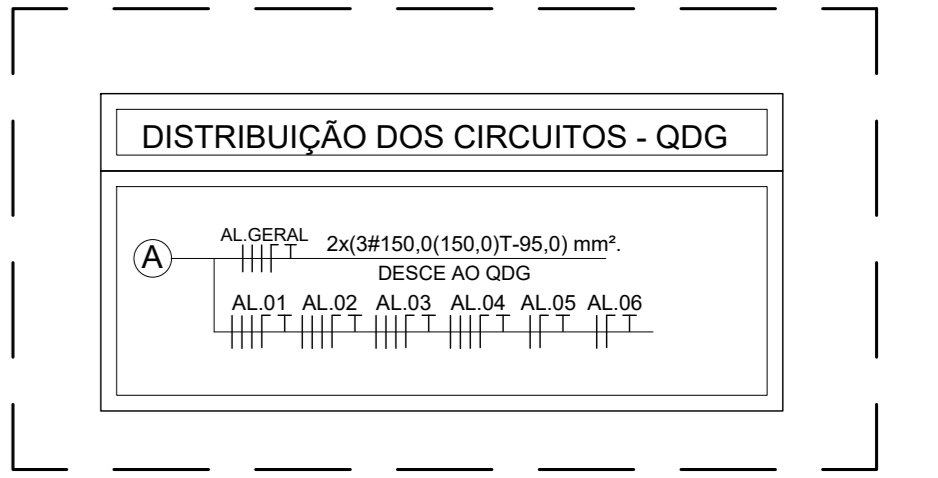 DISTRIBUIÇÃO DOS CIRCUITOS - QDG
A
AL.GERAL 2x(3#150,0(150,0)T-95,0) mm².
DESCE AO QDG
AL.01 AL.02 AL.03 AL.04 AL.05 AL.06